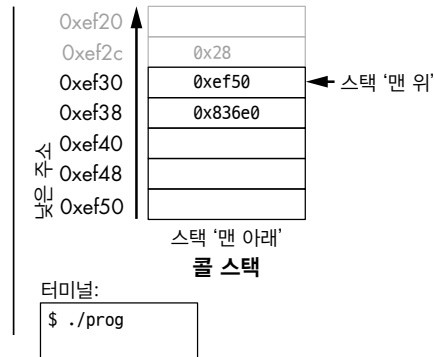 0xef20
0xef2c 0x28
0xef30 0xef50 스택 ‘맨 위’
0xef38 0x836e0
0xef40
0xef48
0xef50
낮은 주소
스택 ‘맨 아래’
콜 스택
터미널:
$ ./prog